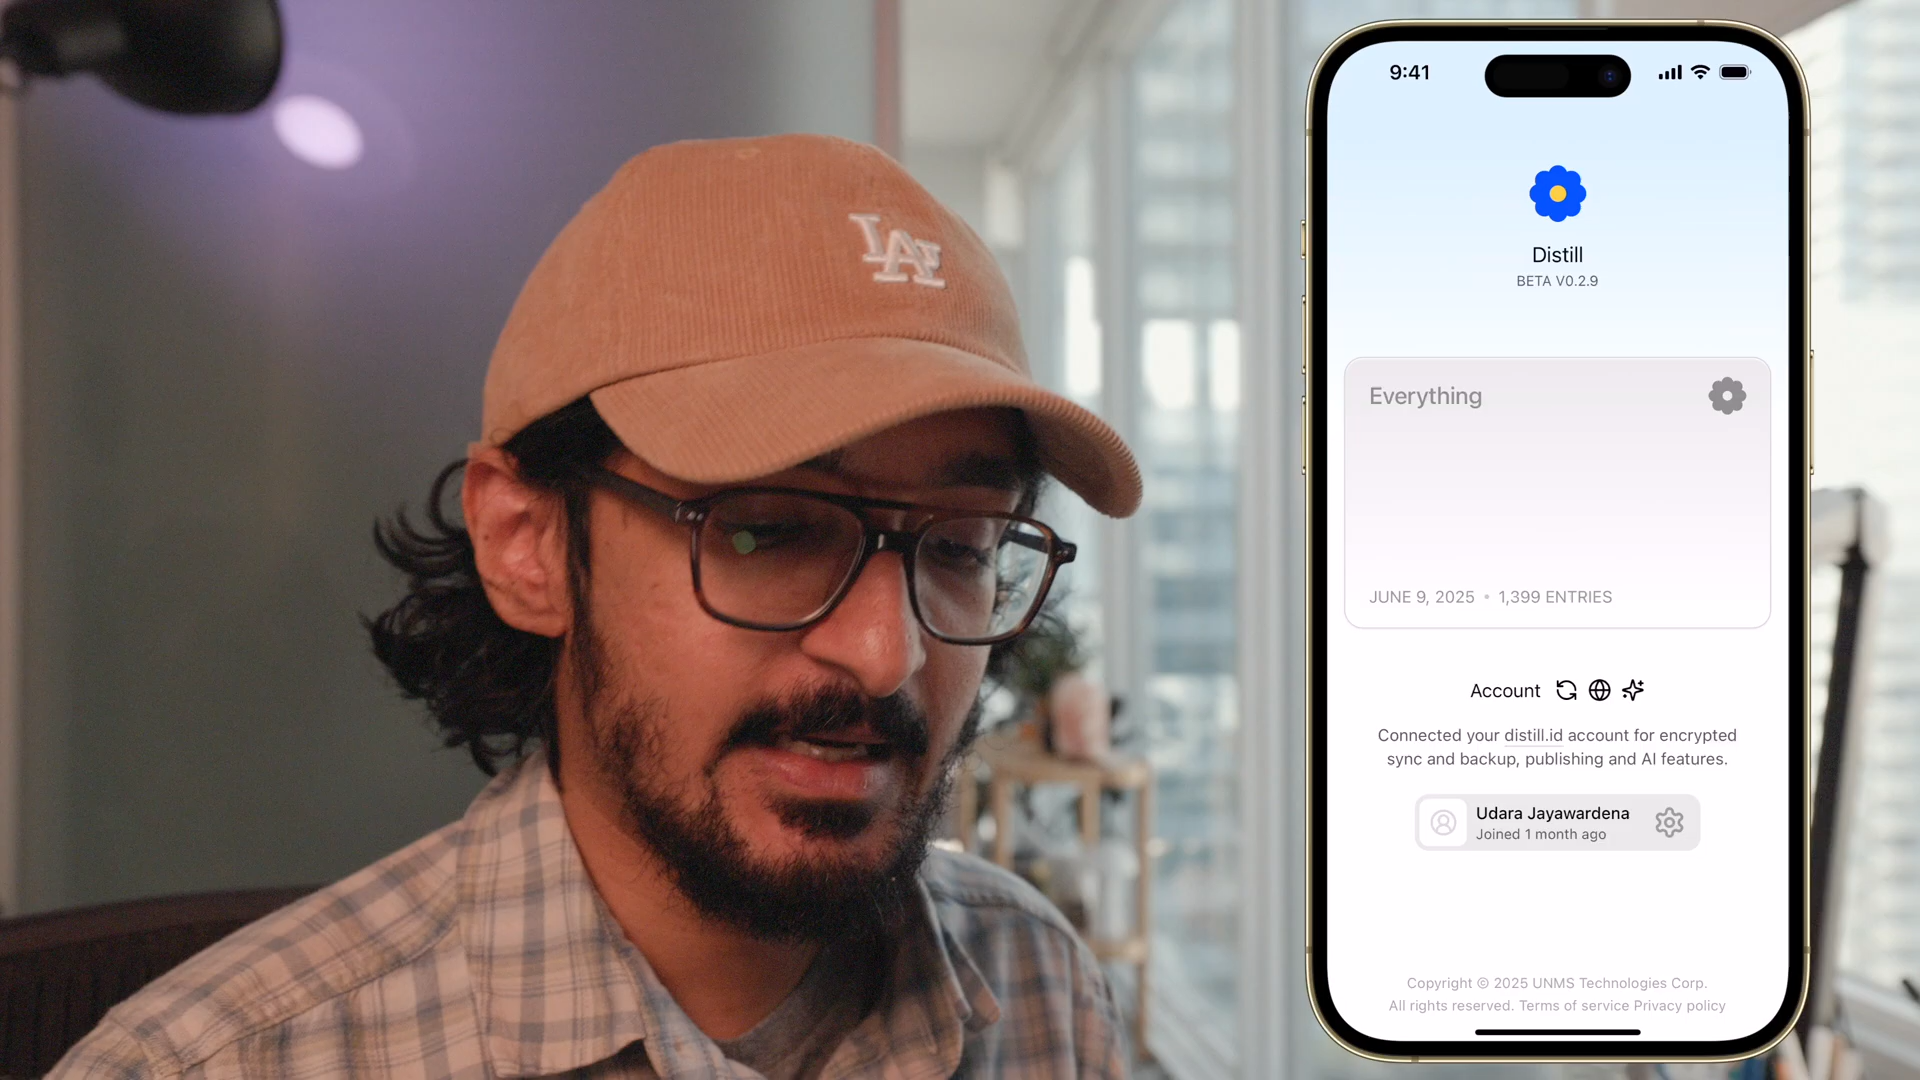 LA
9:41
Distill
BETA V0.2.9
Everything
JUNE 9, 2025 • 1,399 ENTRIES
Account
Connected your distill.id account for encrypted
sync and backup, publishing and AI features.
Udara Jayawardena
Joined 1 month ago
Copyright © 2025 UNMS Technologies Corp.
All rights reserved. Terms of service Privacy policy